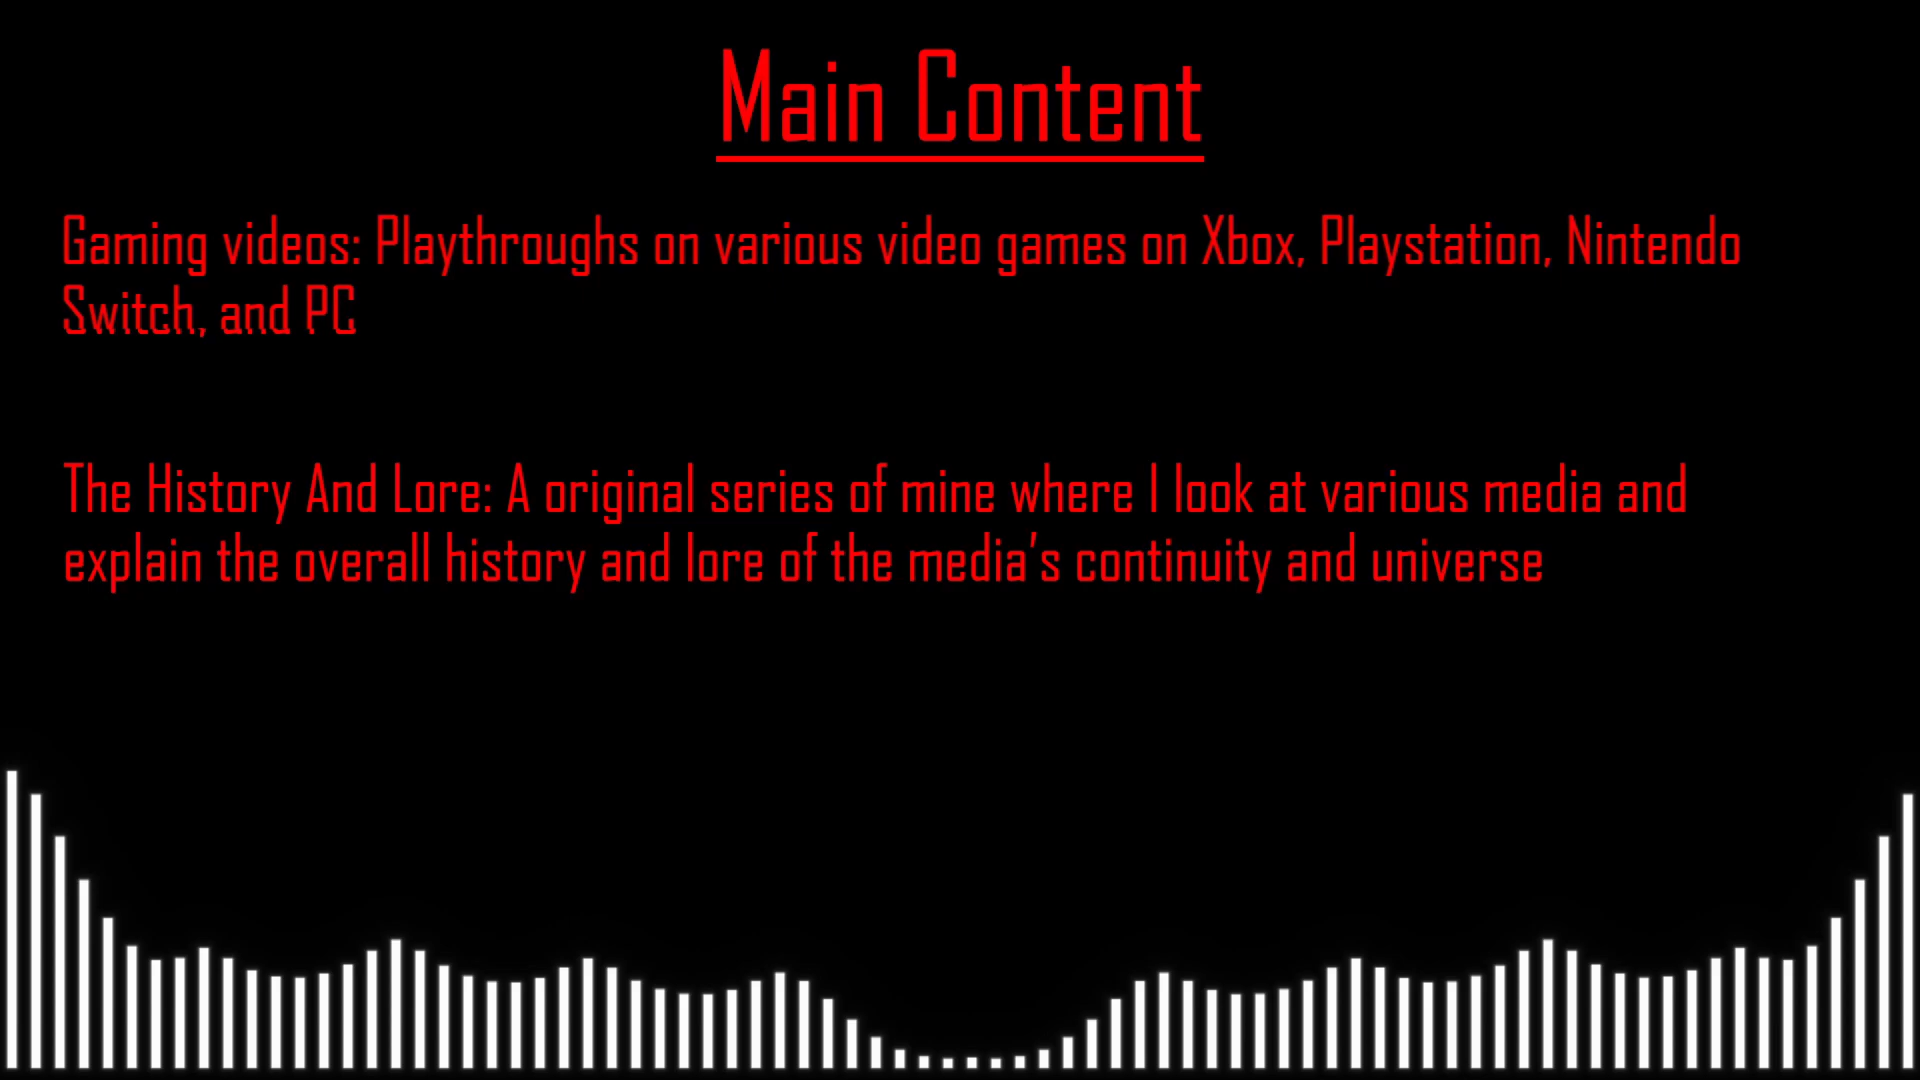 Main Content
Gaming videos: Playthroughs on various video games on Xbox, Playstation, Nintendo
Switch, and PC
The History And Lore: A original series of mine where I look at various media and
explain the overall history and lore of the media's continuity and universe